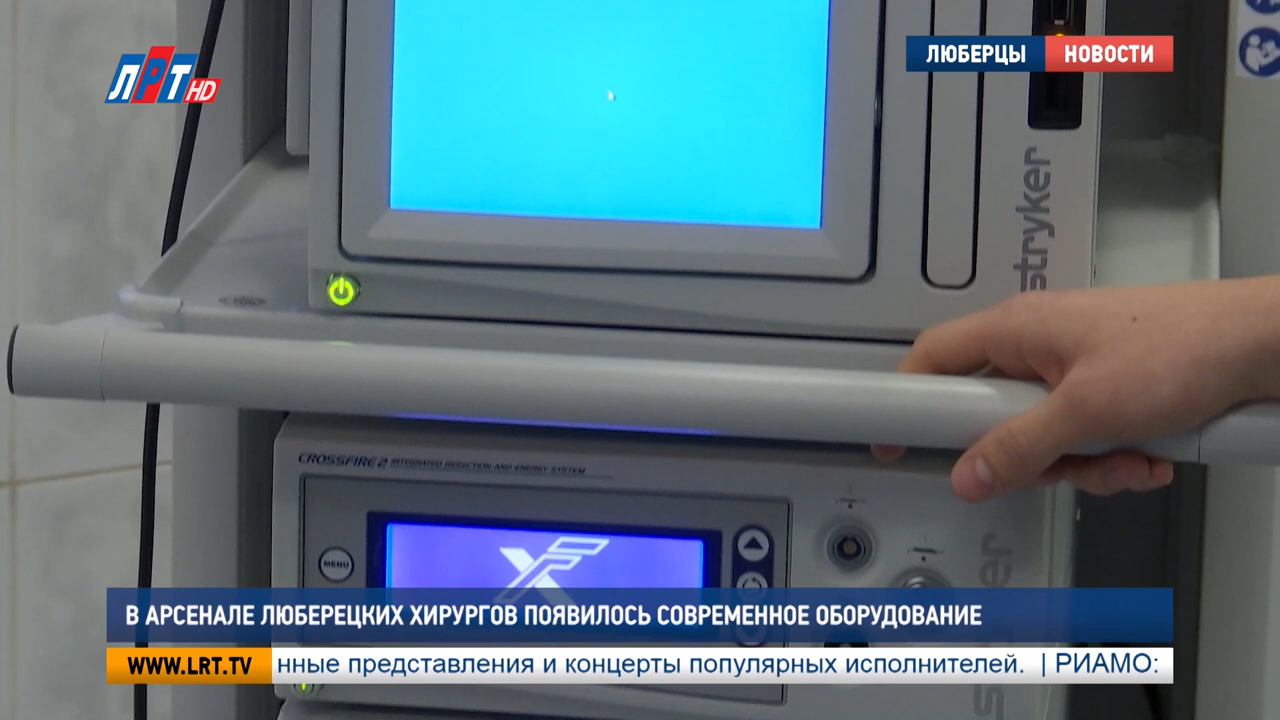 ЛРТ HD
ЛЮБЕРЦЫ НОВОСТИ
stryker
CROSSFIRE 2 INTEGRATED RESECTION AND ENERGY SYSTEM
MENU
XF
В АРСЕНАЛЕ ЛЮБЕРЕЦКИХ ХИРУРГОВ ПОЯВИЛОСЬ СОВРЕМЕННОЕ ОБОРУДОВАНИЕ
WWW.LRT.TV нные представления и концерты популярных исполнителей. | РИАМО: